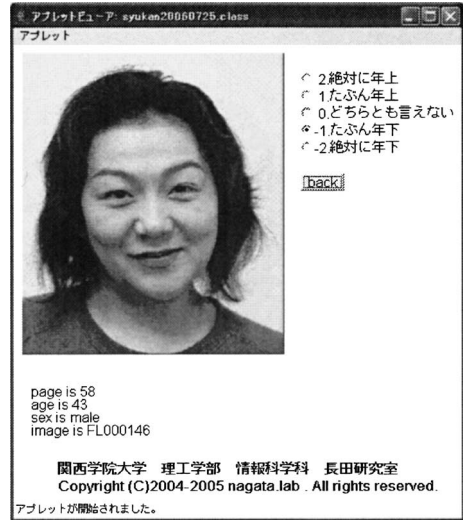 アプレットビューア: syukan20060725.class
アプレット
2.絶対に年上
1.たぶん年上
0.どちらとも言えない
-1.たぶん年下
-2.絶対に年下
back
page is 58
age is 43
sex is male
image is FL000146
関西学院大学 理工学部 情報科学科 長田研究室
Copyright (C)2004-2005 nagata.lab . All rights reserved.
アプレットが開始されました。